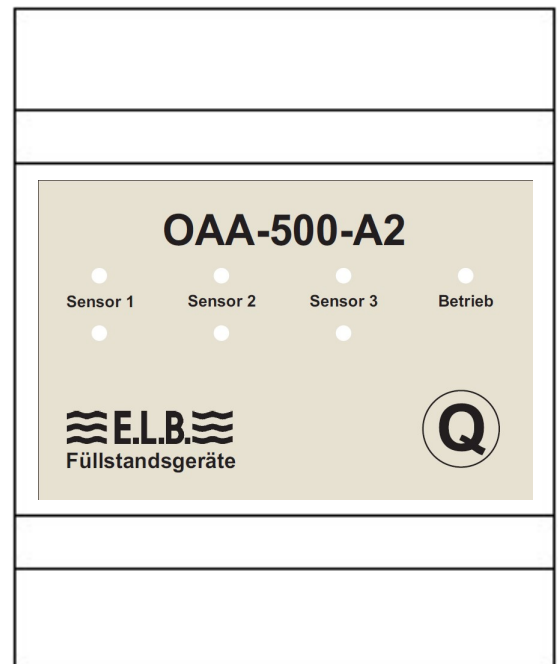 OAA-500-A2
Sensor 1 Sensor 2 Sensor 3 Betrieb
E.L.B.
Füllstandsgeräte
Q